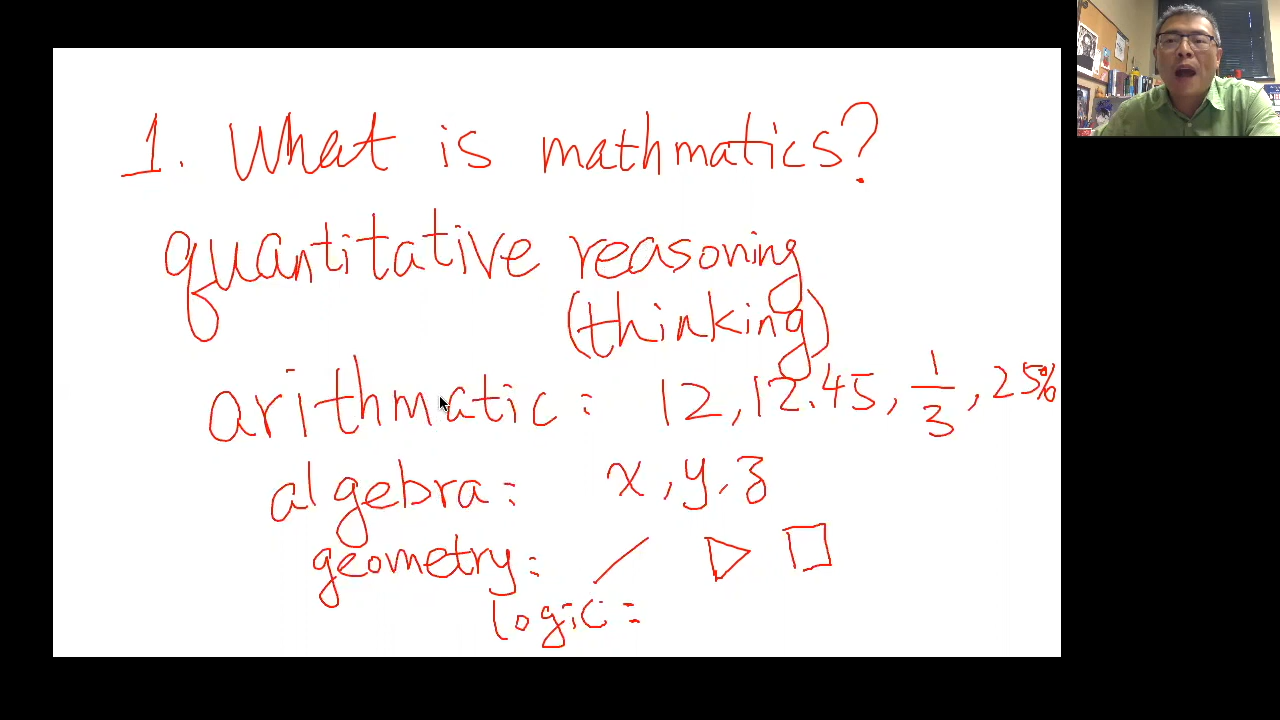 1. What is mathmatics?
quantitative reasoning
(thinking)
arithmatic: 12, 12.45, 1/3, 25%
algebra: x, y, z
geometry:
logic: